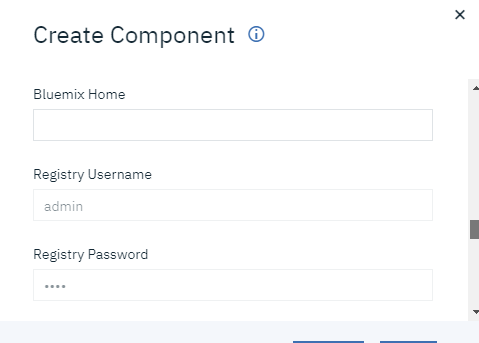 Create Component
Bluemix Home
Registry Username
admin
Registry Password
••••